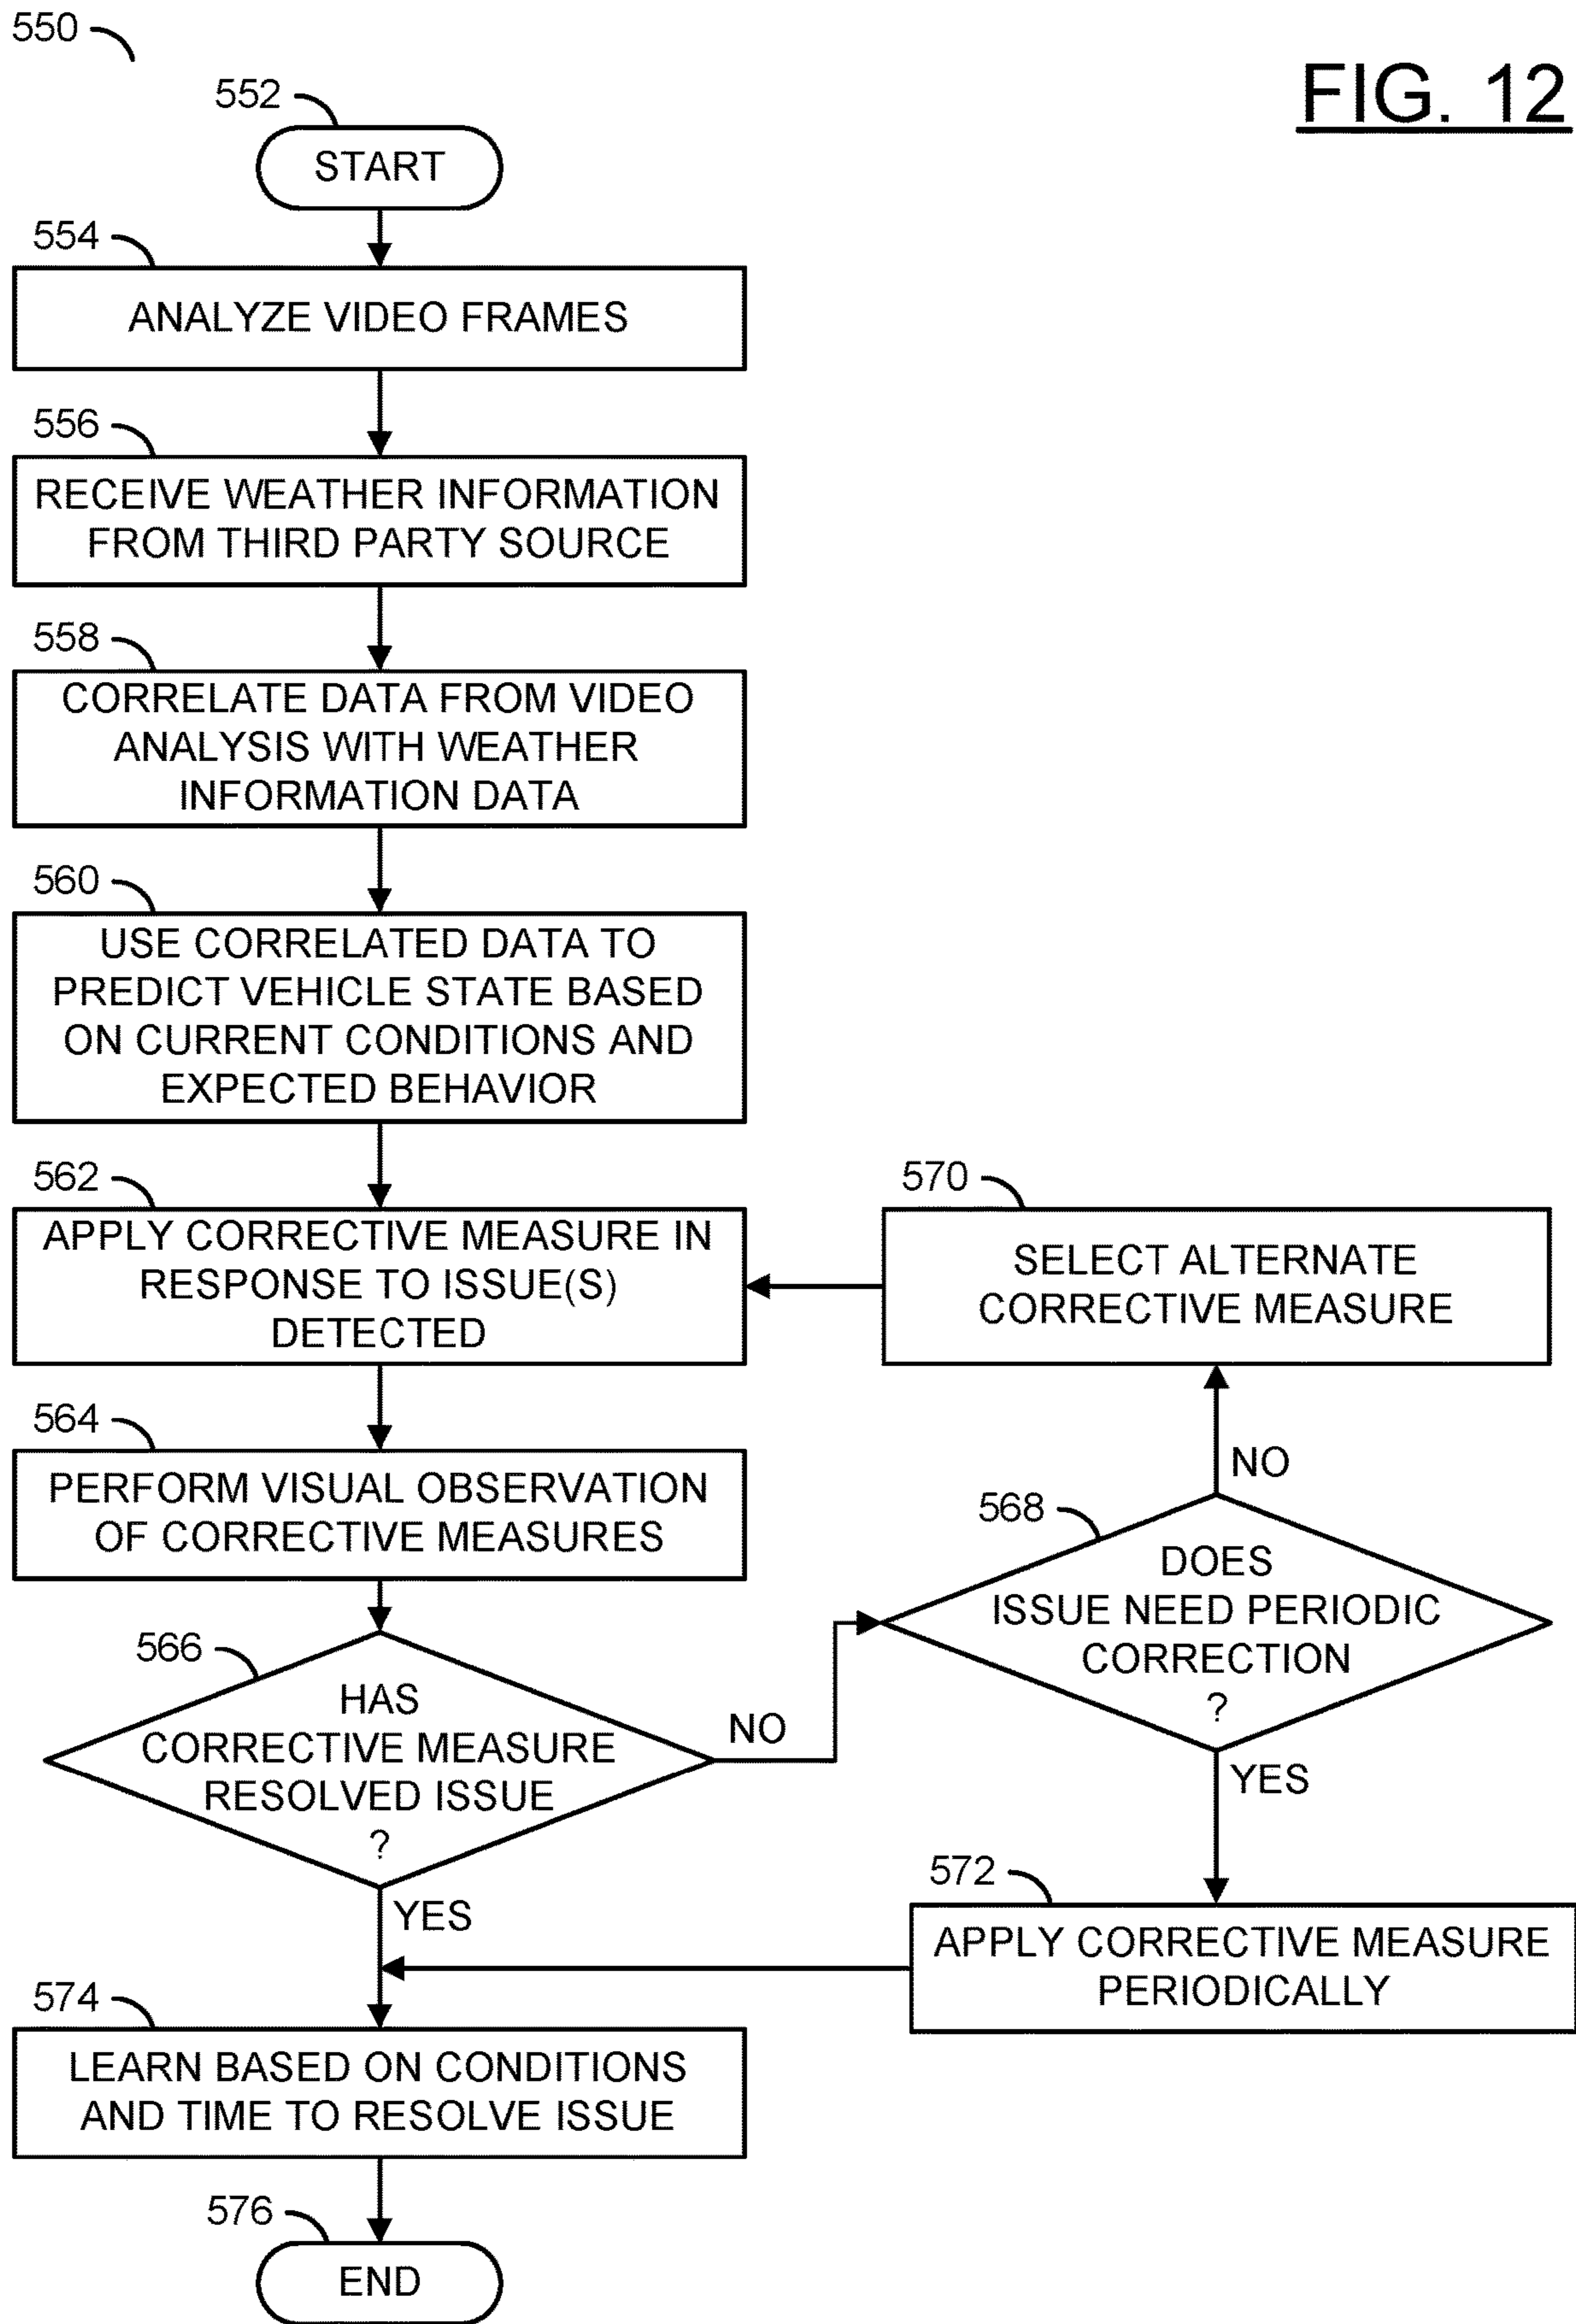 550
FIG. 12
552
START
554
ANALYZE VIDEO FRAMES
556
RECEIVE WEATHER INFORMATION
FROM THIRD PARTY SOURCE
558
CORRELATE DATA FROM VIDEO
ANALYSIS WITH WEATHER
INFORMATION DATA
560
USE CORRELATED DATA TO
PREDICT VEHICLE STATE BASED
ON CURRENT CONDITIONS AND
EXPECTED BEHAVIOR
562
APPLY CORRECTIVE MEASURE IN
RESPONSE TO ISSUE(S)
DETECTED
570
SELECT ALTERNATE
CORRECTIVE MEASURE
564
PERFORM VISUAL OBSERVATION
OF CORRECTIVE MEASURES
NO
568
DOES
ISSUE NEED PERIODIC
CORRECTION
?
566
HAS
CORRECTIVE MEASURE
RESOLVED ISSUE
?
NO
YES
YES
572
APPLY CORRECTIVE MEASURE
PERIODICALLY
574
LEARN BASED ON CONDITIONS
AND TIME TO RESOLVE ISSUE
576
END